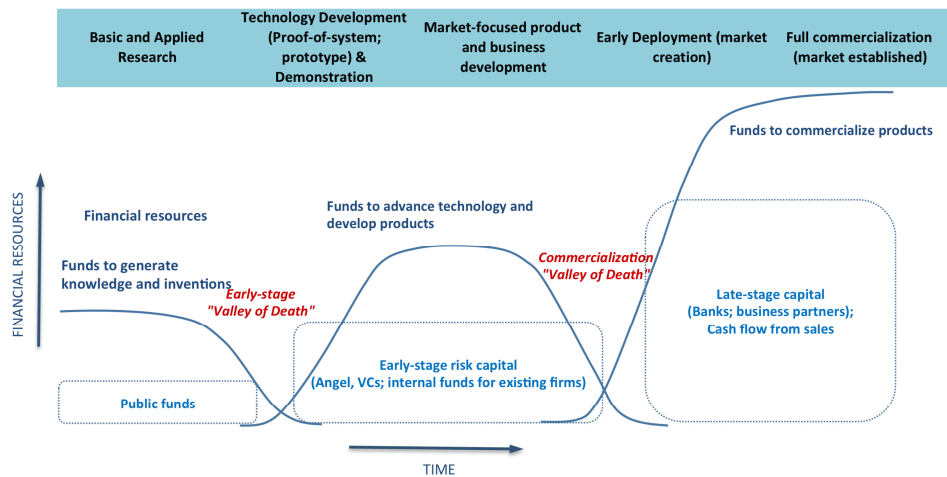 Basic and Applied
Research
Technology Development
(Proof-of-system;
prototype) &
Demonstration
Market-focused product
and business
development
Early Deployment (market
creation)
Full commercialization
(market established)
Funds to commercialize products
Financial resources
Funds to advance technology and
develop products
Funds to generate
knowledge and inventions
Early-stage
"Valley of Death"
Commercialization
"Valley of Death"
Late-stage capital
(Banks; business partners);
Cash flow from sales
Early-stage risk capital
(Angel, VCs; internal funds for existing firms)
Public funds
FINANCIAL RESOURCES
TIME